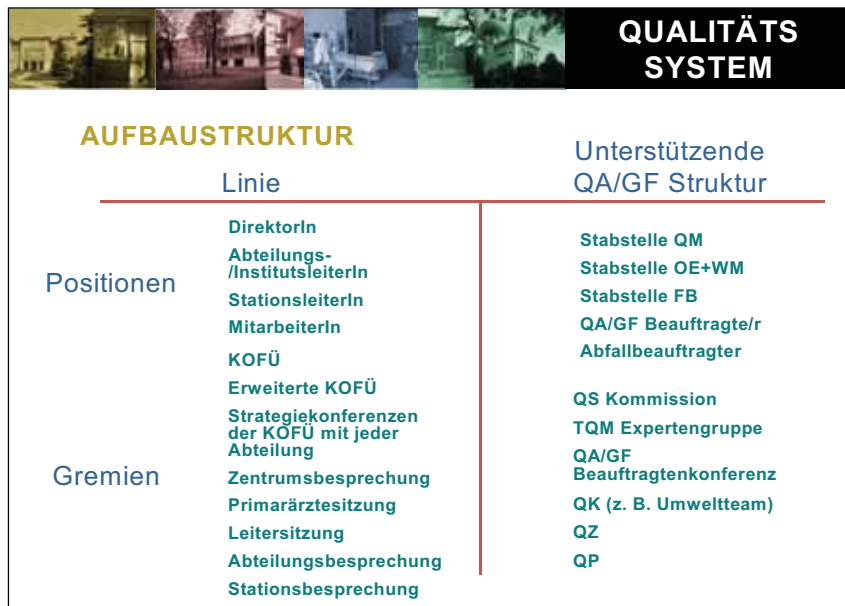 QUALITÄTS
SYSTEM
AUFBAUSTRUKTUR
Linie
Unterstützende
QA/GF Struktur
Positionen
DirektorIn
Abteilungs-
/InstitutsleiterIn
StationsleiterIn
MitarbeiterIn
Stabstelle QM
Stabstelle OE+WM
Stabstelle FB
QA/GF Beauftragte/r
Abfallbeauftragter
Gremien
KOFÜ
Erweiterte KOFÜ
Strategiekonferenzen
der KOFÜ mit jeder
Abteilung
Zentrumsbesprechung
Primarärztesitzung
Leitersitzung
Abteilungsbesprechung
Stationsbesprechung
QS Kommission
TQM Expertengruppe
QA/GF
Beauftragtenkonferenz
QK (z. B. Umweltteam)
QZ
QP